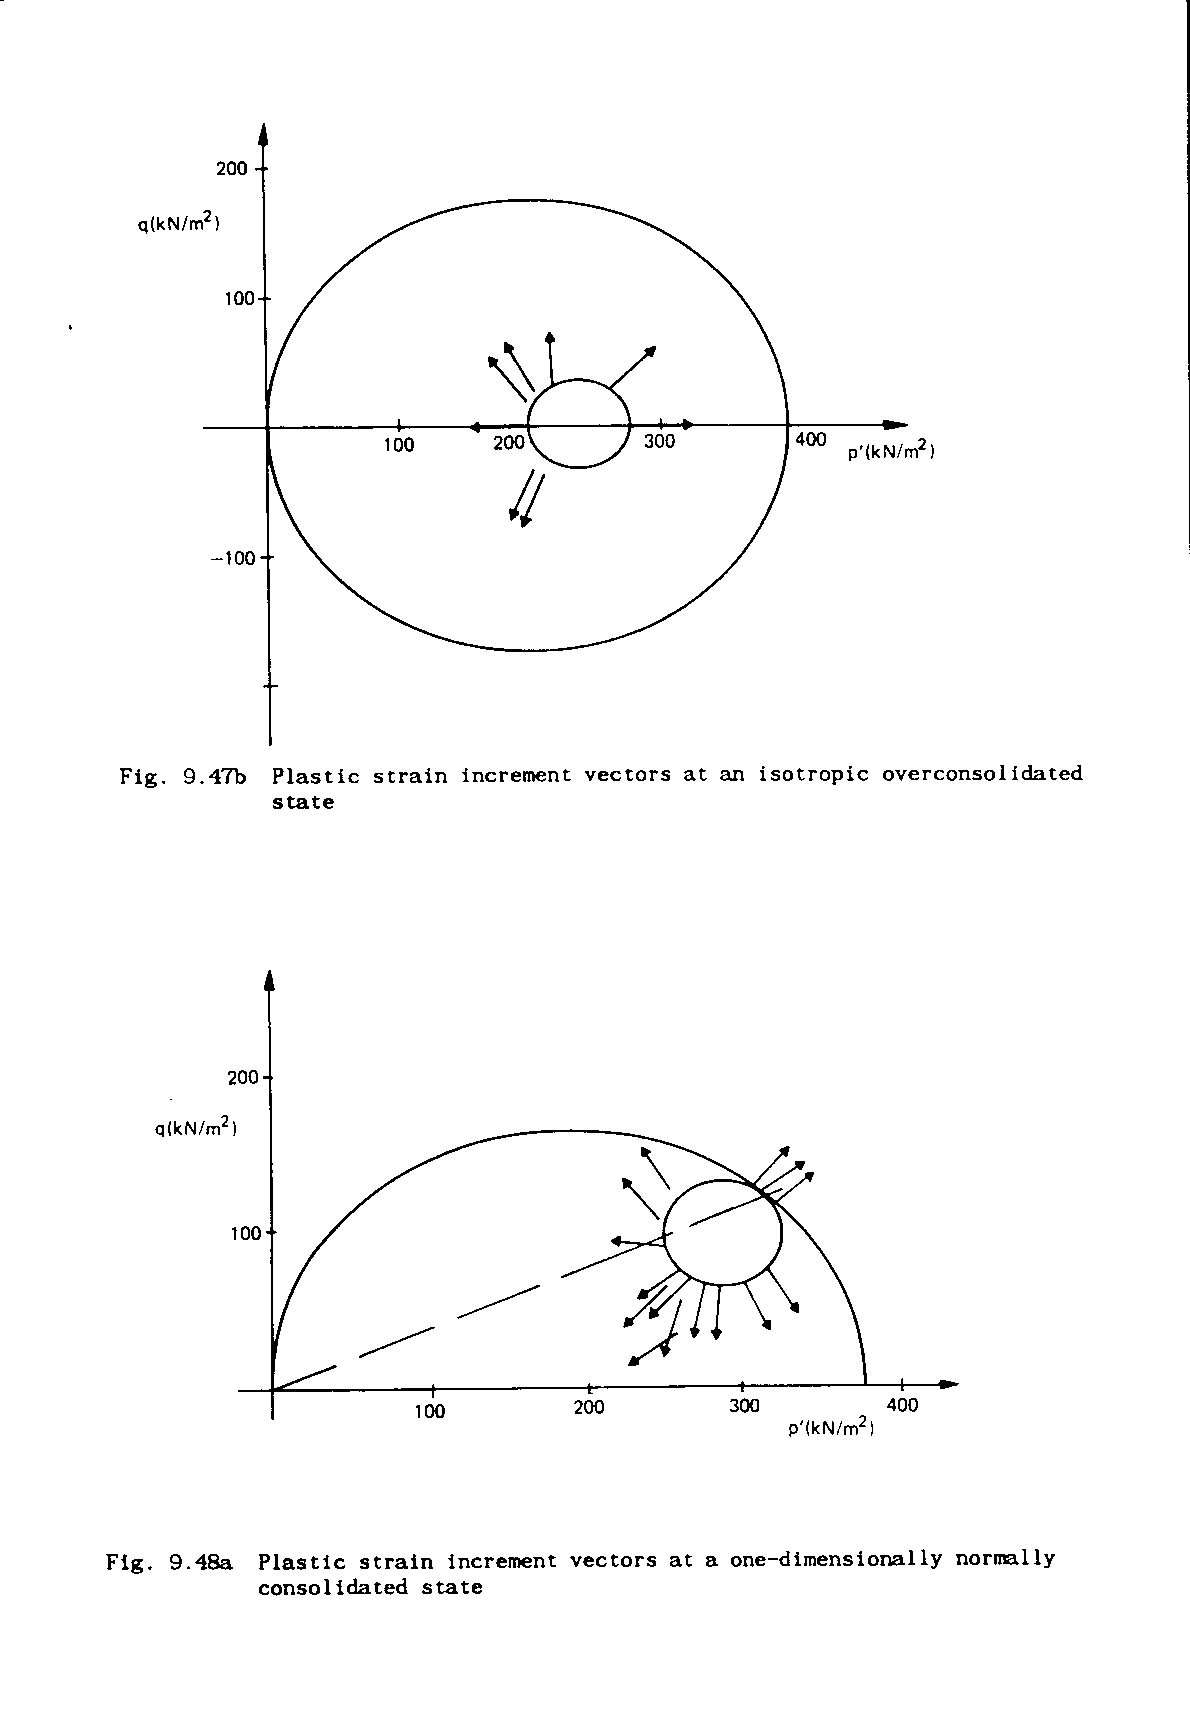 200
q(kN/m²)
100
100 200 300 400
p'(kN/m²)
−100
Fig. 9.47b Plastic strain increment vectors at an isotropic overconsolidated
state
200
q(kN/m²)
100
100 200 300 400
p'(kN/m²)
Fig. 9.48a Plastic strain increment vectors at a one-dimensionally normally
consolidated state